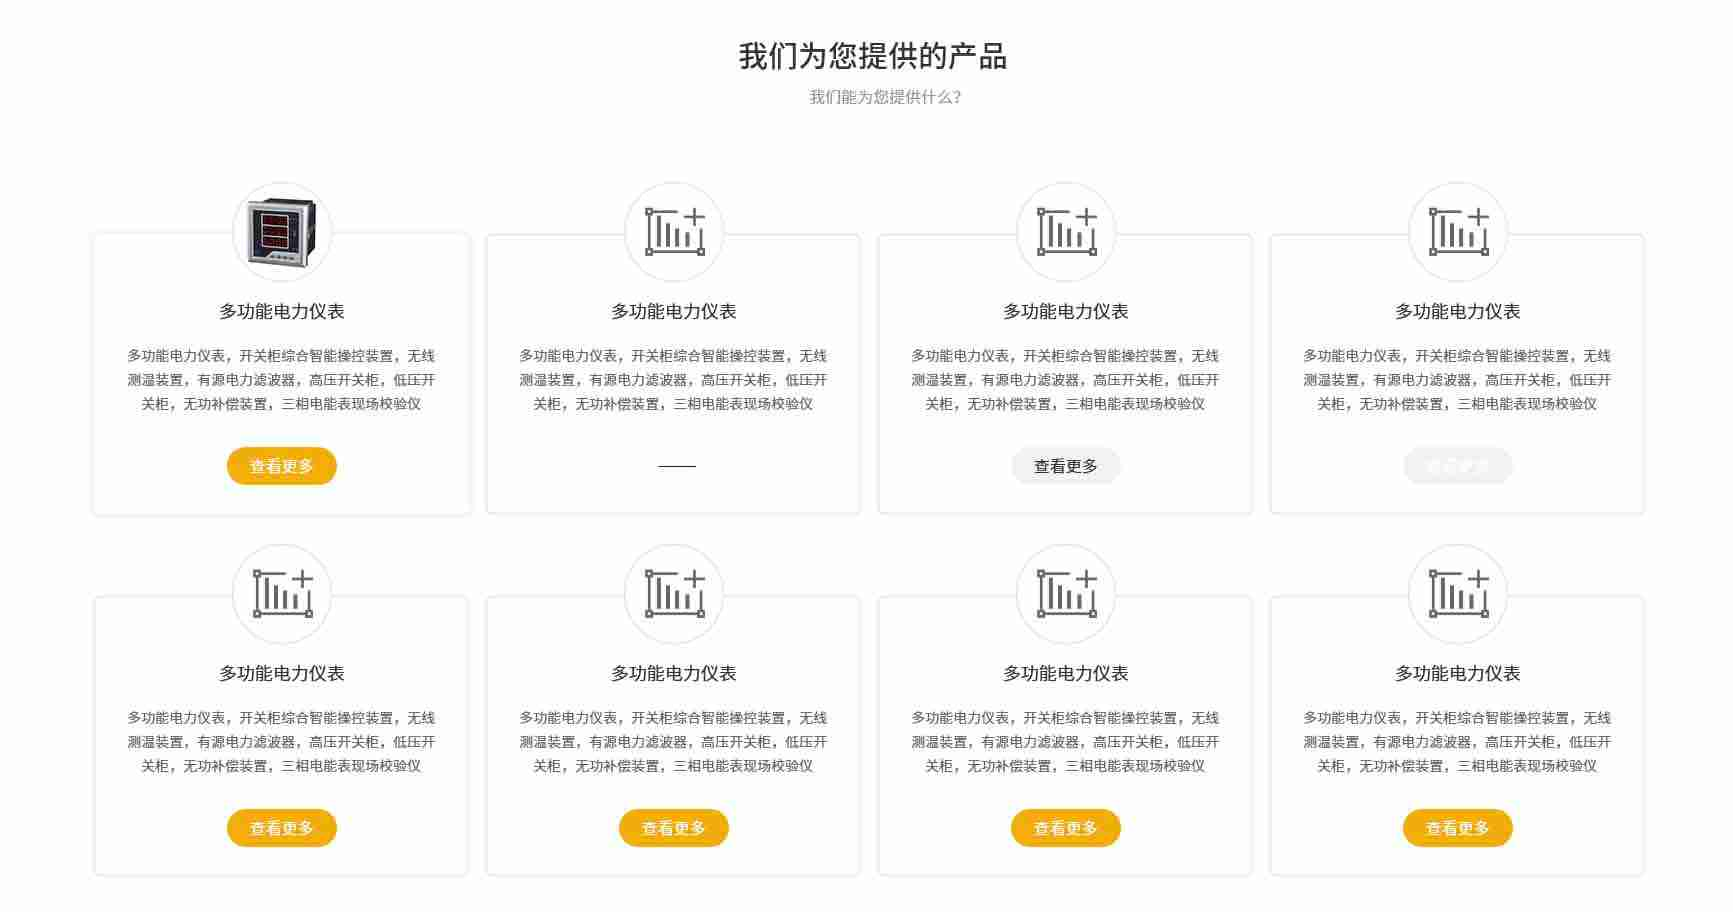 我们为您提供的产品
我们能为您提供什么？
多功能电力仪表
多功能电力仪表，开关柜综合智能操控装置，无线
测温装置，有源电力滤波器，高压开关柜，低压开
关柜，无功补偿装置，三相电能表现场校验仪
查看更多
多功能电力仪表
多功能电力仪表，开关柜综合智能操控装置，无线
测温装置，有源电力滤波器，高压开关柜，低压开
关柜，无功补偿装置，三相电能表现场校验仪
多功能电力仪表
多功能电力仪表，开关柜综合智能操控装置，无线
测温装置，有源电力滤波器，高压开关柜，低压开
关柜，无功补偿装置，三相电能表现场校验仪
查看更多
多功能电力仪表
多功能电力仪表，开关柜综合智能操控装置，无线
测温装置，有源电力滤波器，高压开关柜，低压开
关柜，无功补偿装置，三相电能表现场校验仪
查看更多
多功能电力仪表
多功能电力仪表，开关柜综合智能操控装置，无线
测温装置，有源电力滤波器，高压开关柜，低压开
关柜，无功补偿装置，三相电能表现场校验仪
查看更多
多功能电力仪表
多功能电力仪表，开关柜综合智能操控装置，无线
测温装置，有源电力滤波器，高压开关柜，低压开
关柜，无功补偿装置，三相电能表现场校验仪
查看更多
多功能电力仪表
多功能电力仪表，开关柜综合智能操控装置，无线
测温装置，有源电力滤波器，高压开关柜，低压开
关柜，无功补偿装置，三相电能表现场校验仪
查看更多
多功能电力仪表
多功能电力仪表，开关柜综合智能操控装置，无线
测温装置，有源电力滤波器，高压开关柜，低压开
关柜，无功补偿装置，三相电能表现场校验仪
查看更多